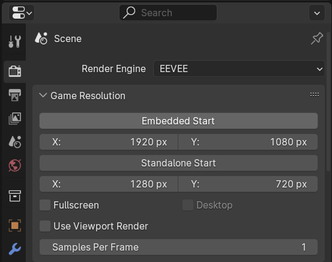 Search
Scene
Render Engine EEVEE
Game Resolution
Embedded Start
X: 1920 px Y: 1080 px
Standalone Start
X: 1280 px Y: 720 px
Fullscreen Desktop
Use Viewport Render
Samples Per Frame 1